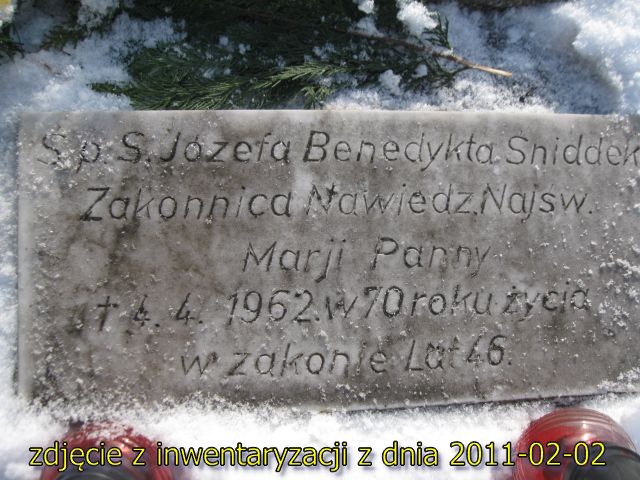 Ś.p. S. Józefa Benedykta Sniddek
Zakonnica Nawiedz. Najśw.
Marji Panny
† 4. 4. 1962. w 70 roku życia
w zakonie Lat 46.
zdjęcie z inwentaryzacji z dnia 2011-02-02